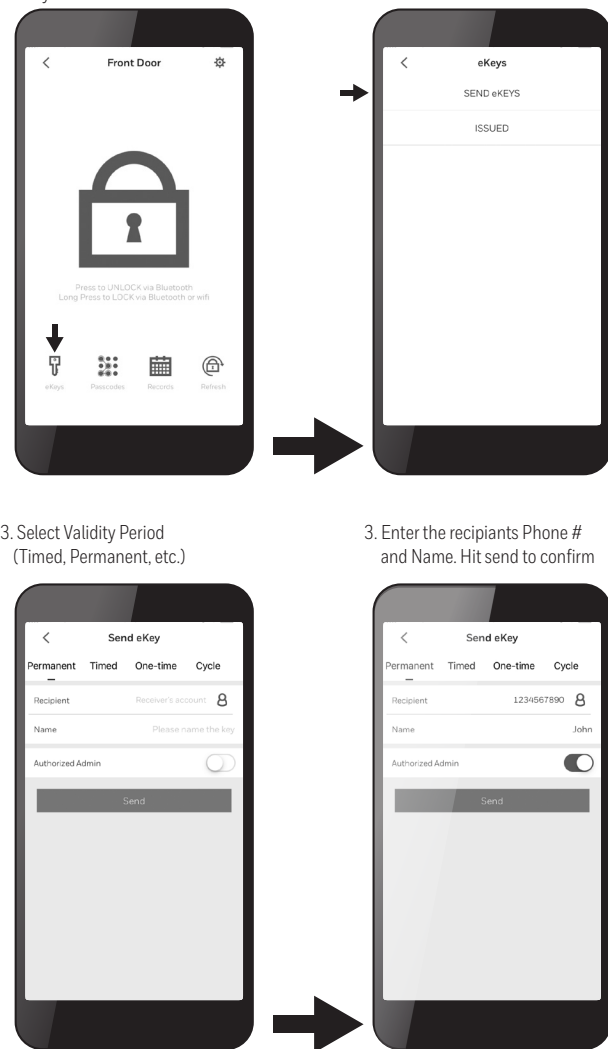 Front Door
Press to UNLOCK via Bluetooth
Long Press to LOCK via Bluetooth or wifi
eKeys
Passcodes
Records
Refresh
eKeys
SEND eKEYS
ISSUED
3. Select Validity Period
(Timed, Permanent, etc.)
Send eKey
Permanent Timed One-time Cycle
Recipient Receiver's account
Name Please name the key
Authorized Admin
Send
3. Enter the recipiants Phone #
and Name. Hit send to confirm
Send eKey
Permanent Timed One-time Cycle
Recipient 1234567890
Name John
Authorized Admin
Send